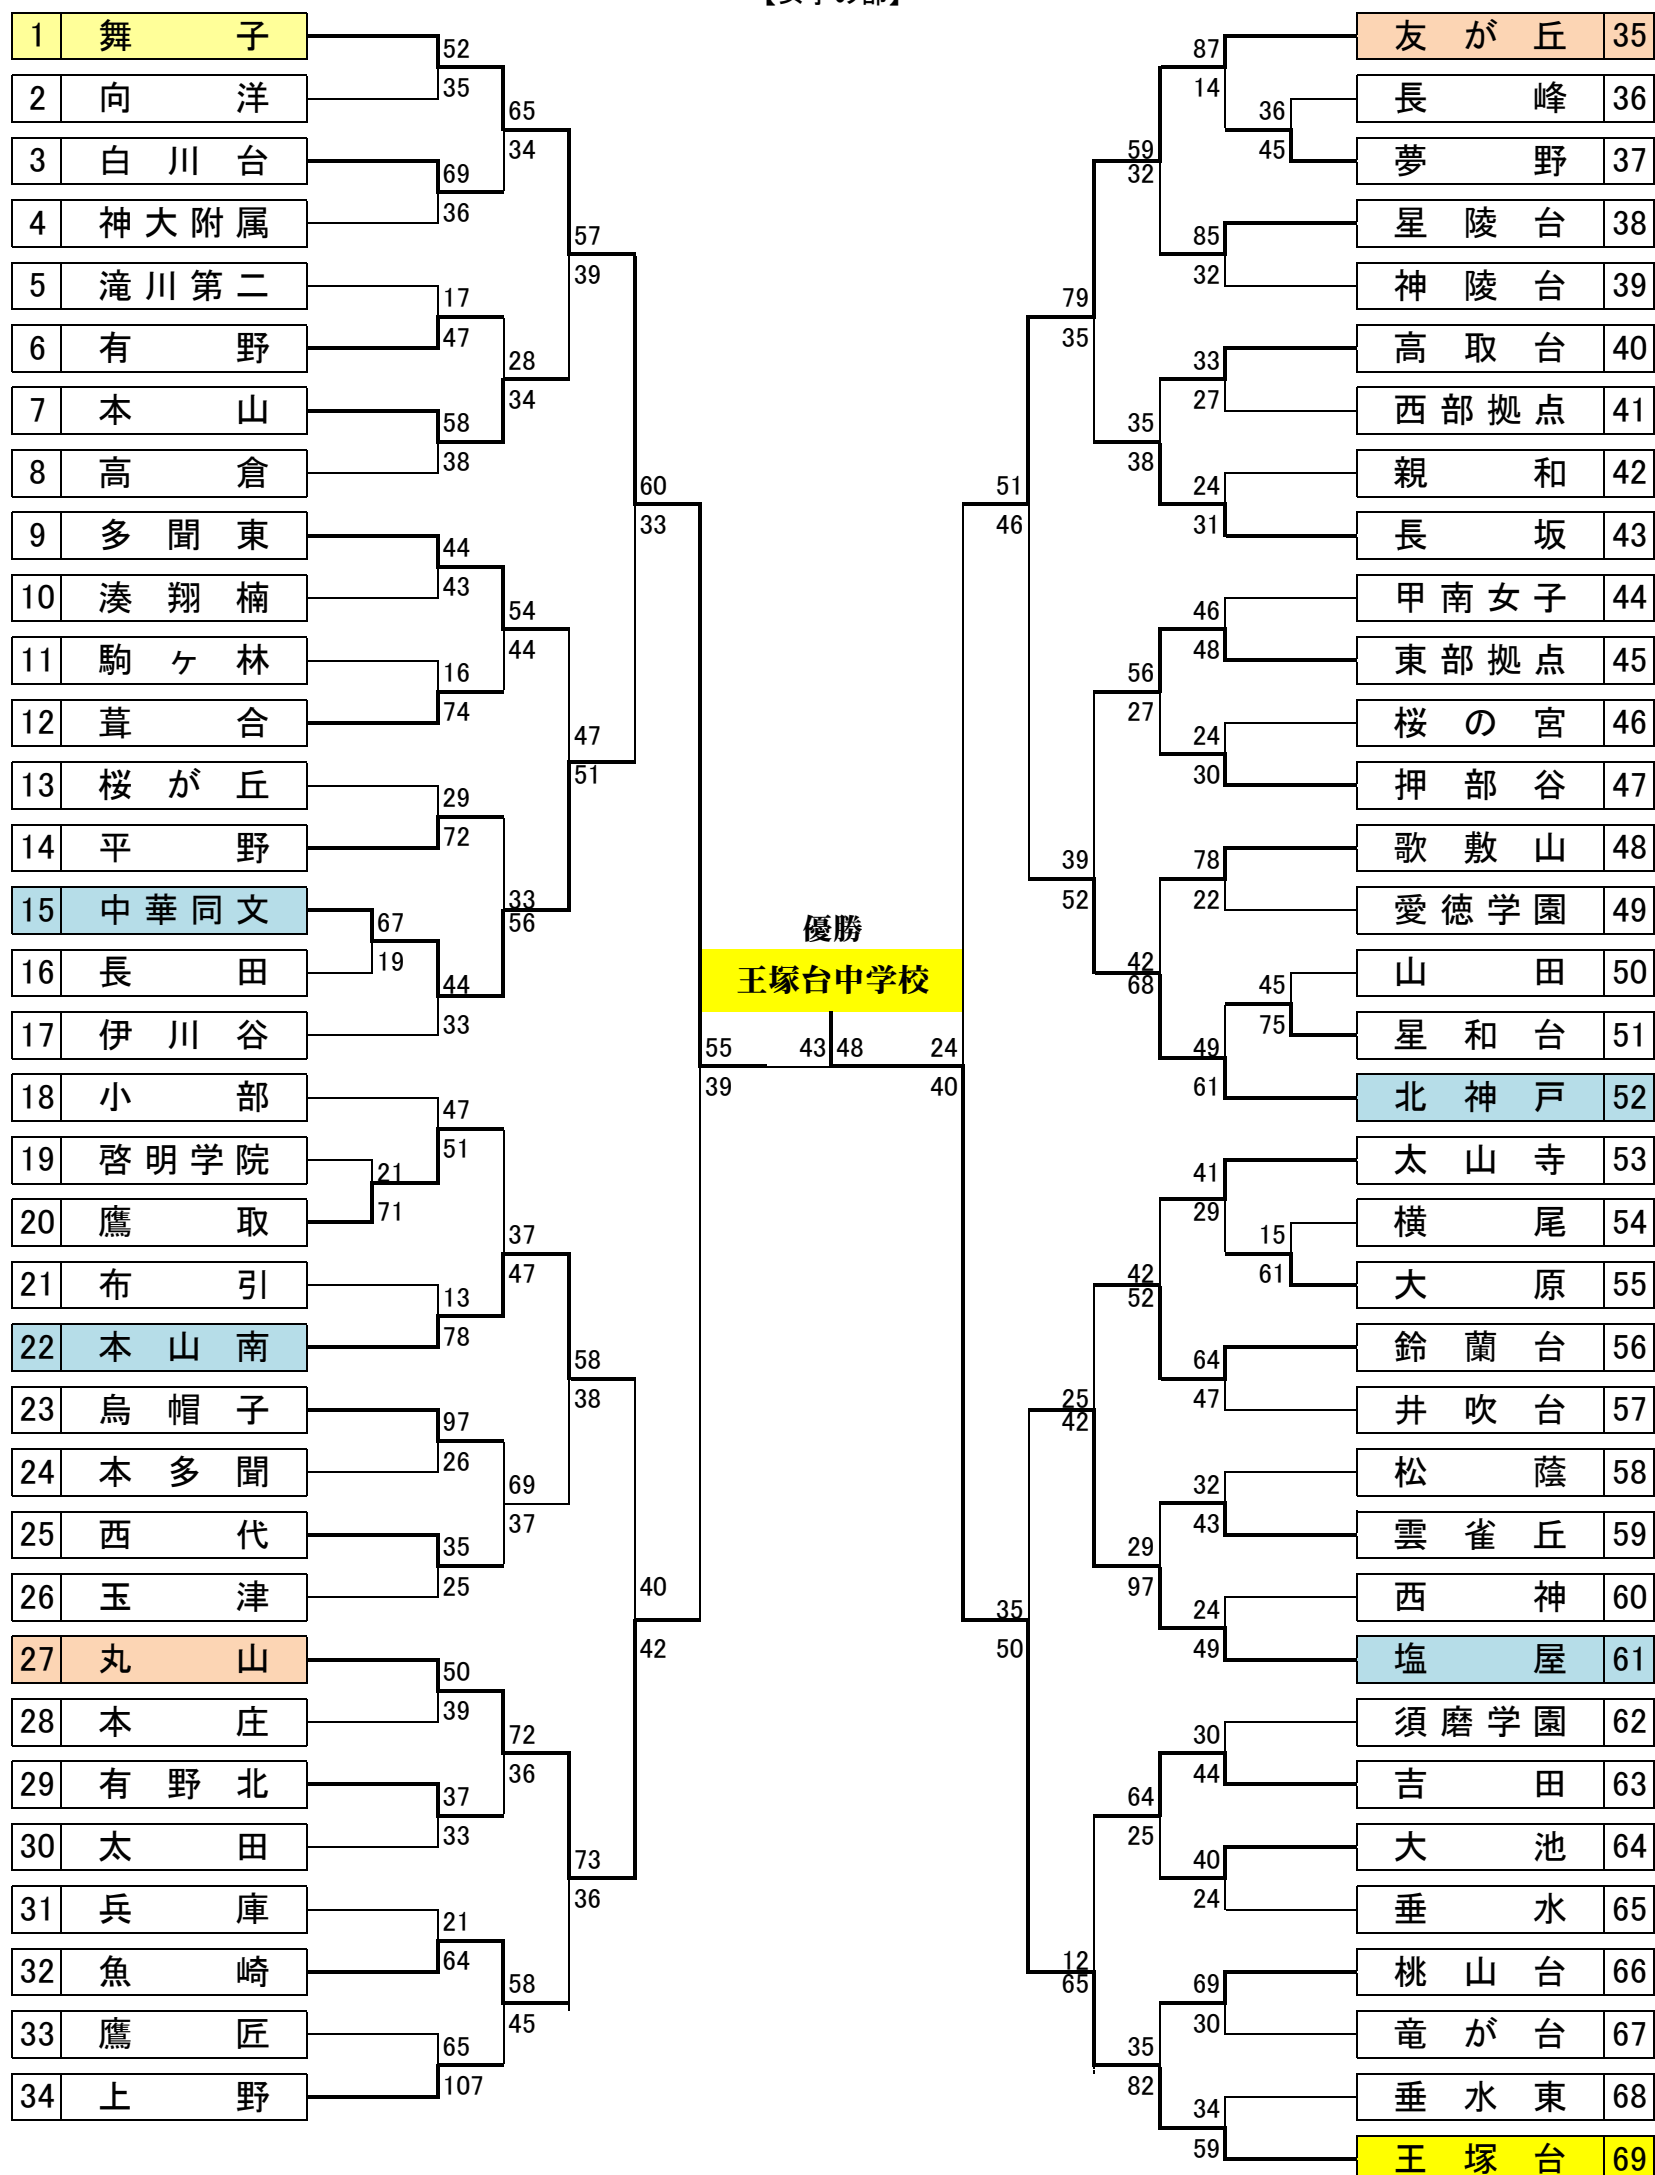 1 舞子
2 向洋
3 白川台
4 神大附属
5 滝川第二
6 有野
7 本山
8 高倉
9 多聞東
10 湊翔楠
11 駒ヶ林
12 葺合
13 桜が丘
14 平野
15 中華同文
16 長田
17 伊川谷
18 小部
19 啓明学院
20 鷹取
21 布引
22 本山南
23 烏帽子
24 本多聞
25 西代
26 玉津
27 丸山
28 本庄
29 有野北
30 太田
31 兵庫
32 魚崎
33 鷹匠
34 上野
52
35
69
36
17
47
58
38
44
43
16
74
29
72
67
19
44
33
47
51
21
71
13
78
97
26
35
25
50
39
37
33
21
64
65
107
65
34
28
34
54
44
33
56
37
47
69
37
72
36
58
45
57
39
47
51
58
38
73
36
60
33
40
42
55
39
優勝
王塚台中学校
43 48
24
40
51
46
35
50
79
35
39
52
25
42
12
65
59
32
35
38
56
27
42
68
42
52
29
97
64
25
35
82
87
14
36
45
85
32
33
27
24
31
46
48
24
30
78
22
45
75
49
61
41
29
15
61
64
47
32
43
24
49
30
44
40
24
69
30
34
59
友が丘 35
長峰 36
夢野 37
星陵台 38
神陵台 39
高取台 40
西部拠点 41
親和 42
長坂 43
甲南女子 44
東部拠点 45
桜の宮 46
押部谷 47
歌敷山 48
愛徳学園 49
山田 50
星和台 51
北神戸 52
太山寺 53
横尾 54
大原 55
鈴蘭台 56
井吹台 57
松蔭 58
雲雀丘 59
西神 60
塩屋 61
須磨学園 62
吉田 63
大池 64
垂水 65
桃山台 66
竜が台 67
垂水東 68
王塚台 69